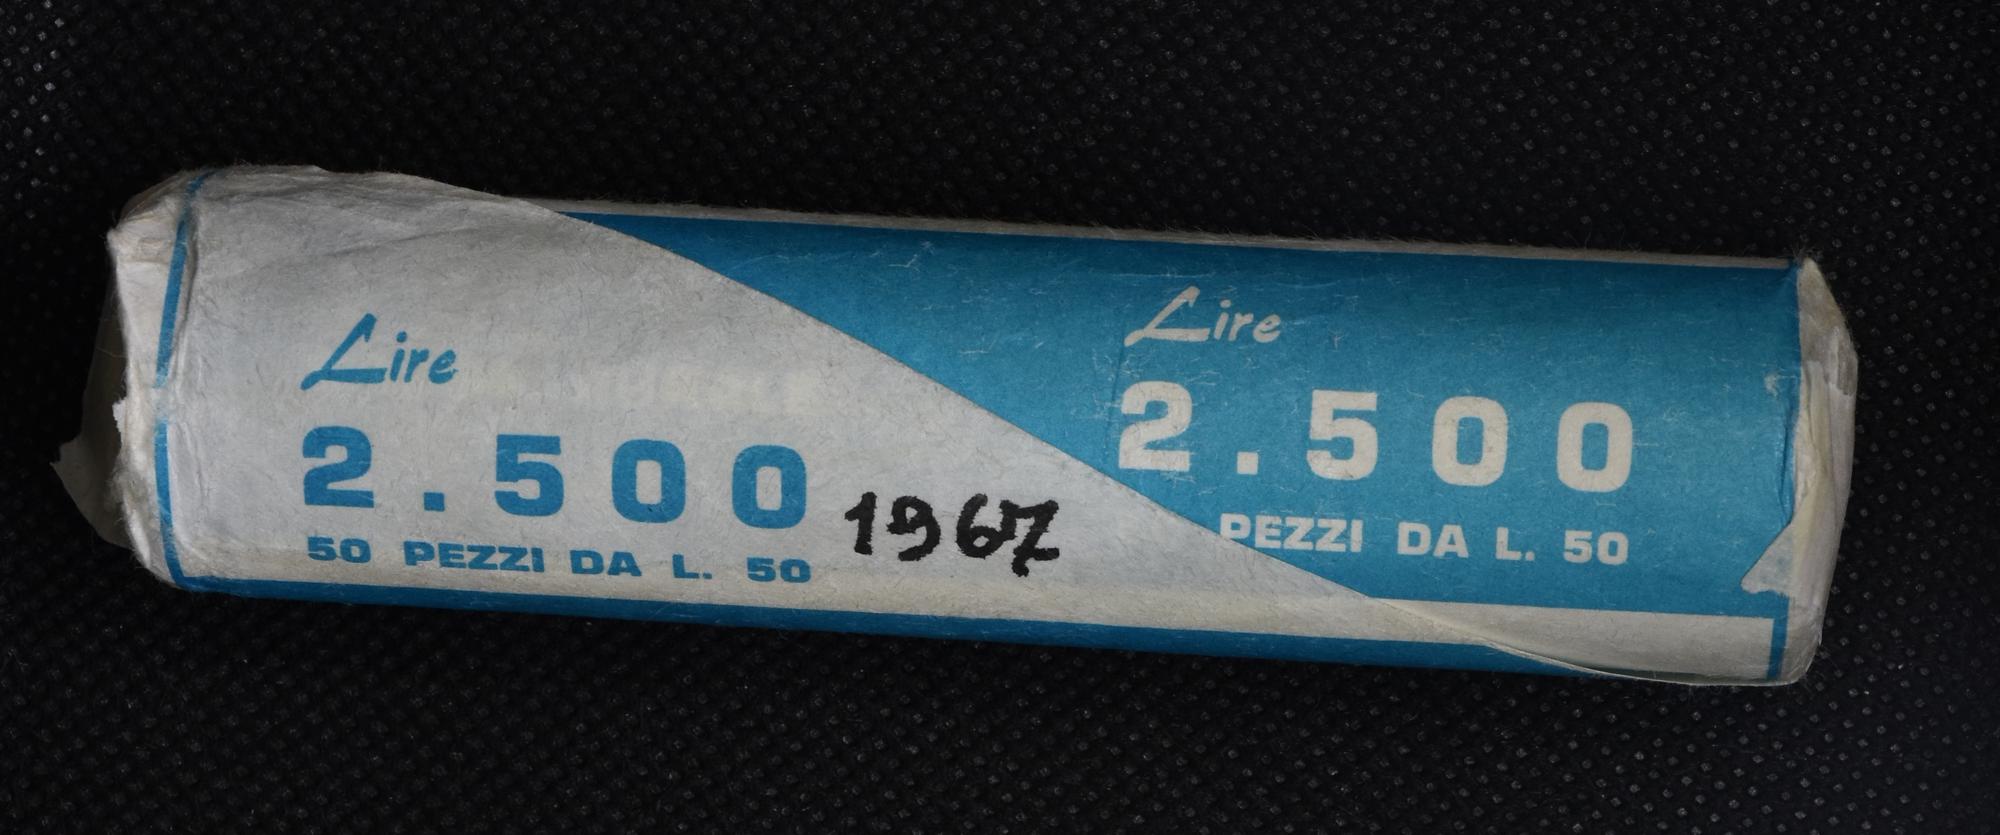 Lire
2.500
50 PEZZI DA L. 50
1967
Lire
2.500
PEZZI DA L. 50